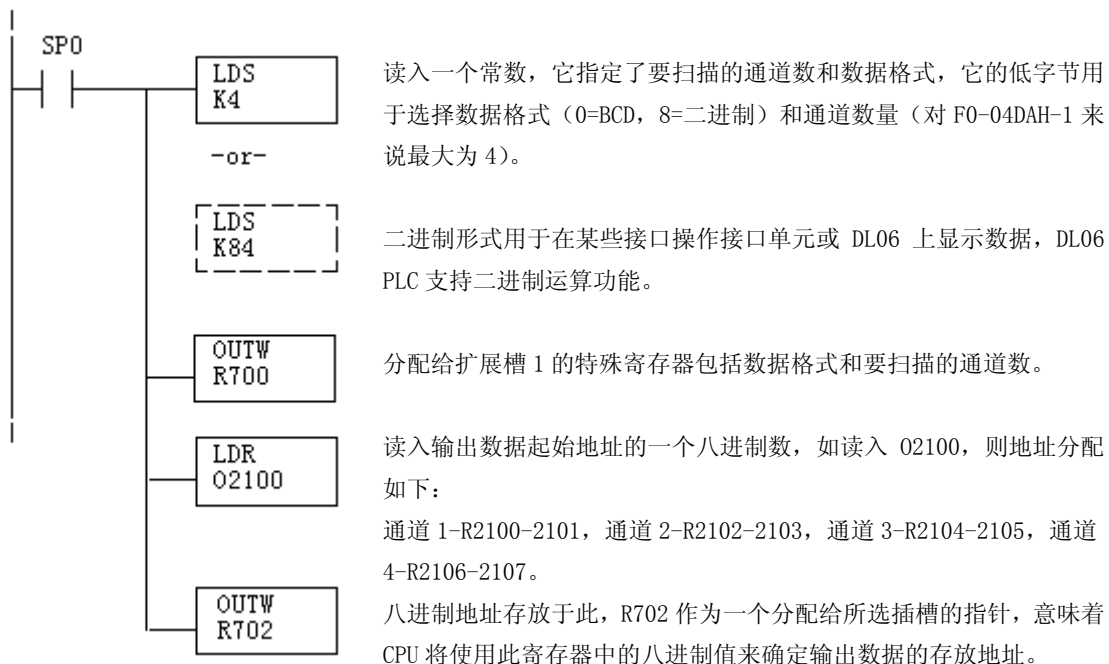 SP0
LDS
K4
读入一个常数，它指定了要扫描的通道数和数据格式，它的低字节用
于选择数据格式（0=BCD，8=二进制）和通道数量（对 F0-04DAH-1 来
说最大为 4）。
-or-
LDS
K84
二进制形式用于在某些接口操作接口单元或 DL06 上显示数据，DL06
PLC 支持二进制运算功能。
OUTW
R700
分配给扩展槽 1 的特殊寄存器包括数据格式和要扫描的通道数。
LDR
O2100
读入输出数据起始地址的一个八进制数，如读入 O2100，则地址分配
如下：
通道 1-R2100-2101，通道 2-R2102-2103，通道 3-R2104-2105，通道
4-R2106-2107。
OUTW
R702
八进制地址存放于此，R702 作为一个分配给所选插槽的指针，意味着
CPU 将使用此寄存器中的八进制值来确定输出数据的存放地址。